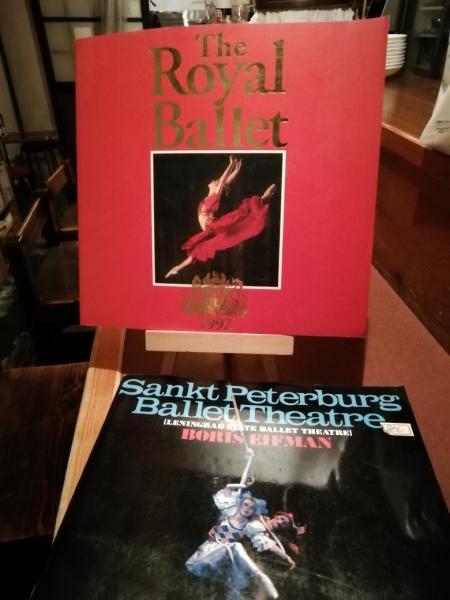 The
Royal
Ballet
1992
Sankt Peterburg
Ballet Theatre
[LENINGRAD STATE BALLET THEATRE]
BORIS EIFMAN